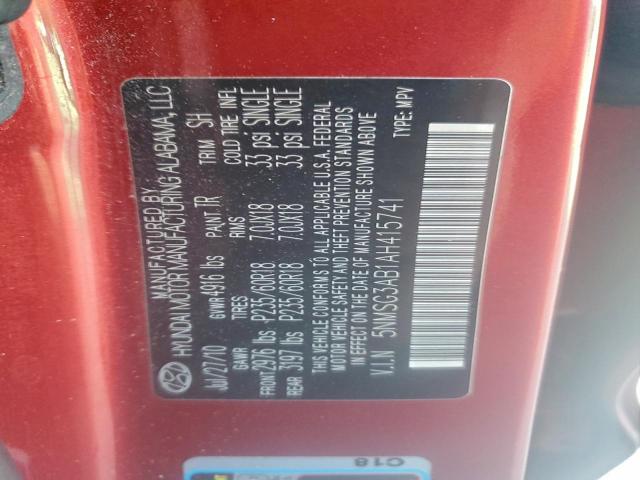 MANUFACTURED BY
HYUNDAI MOTOR MANUFACTURING ALABAMA, LLC
Jul/27/10 GVWR 4916 lbs PAINT TR TRIM SH
GAWR TIRES RIMS COLD TIRE INFL
FRONT 2976 lbs P235/60R18 7.0JX18 33 psi SINGLE
REAR 3197 lbs P235/60R18 7.0JX18 33 psi SINGLE
THIS VEHICLE CONFORMS TO ALL APPLICABLE U.S.A. FEDERAL
MOTOR VEHICLE SAFETY AND THEFT PREVENTION STANDARDS
IN EFFECT ON THE DATE OF MANUFACTURE SHOWN ABOVE
V.I.N 5NMSG3AB1AH415741 TYPE: MPV
C18